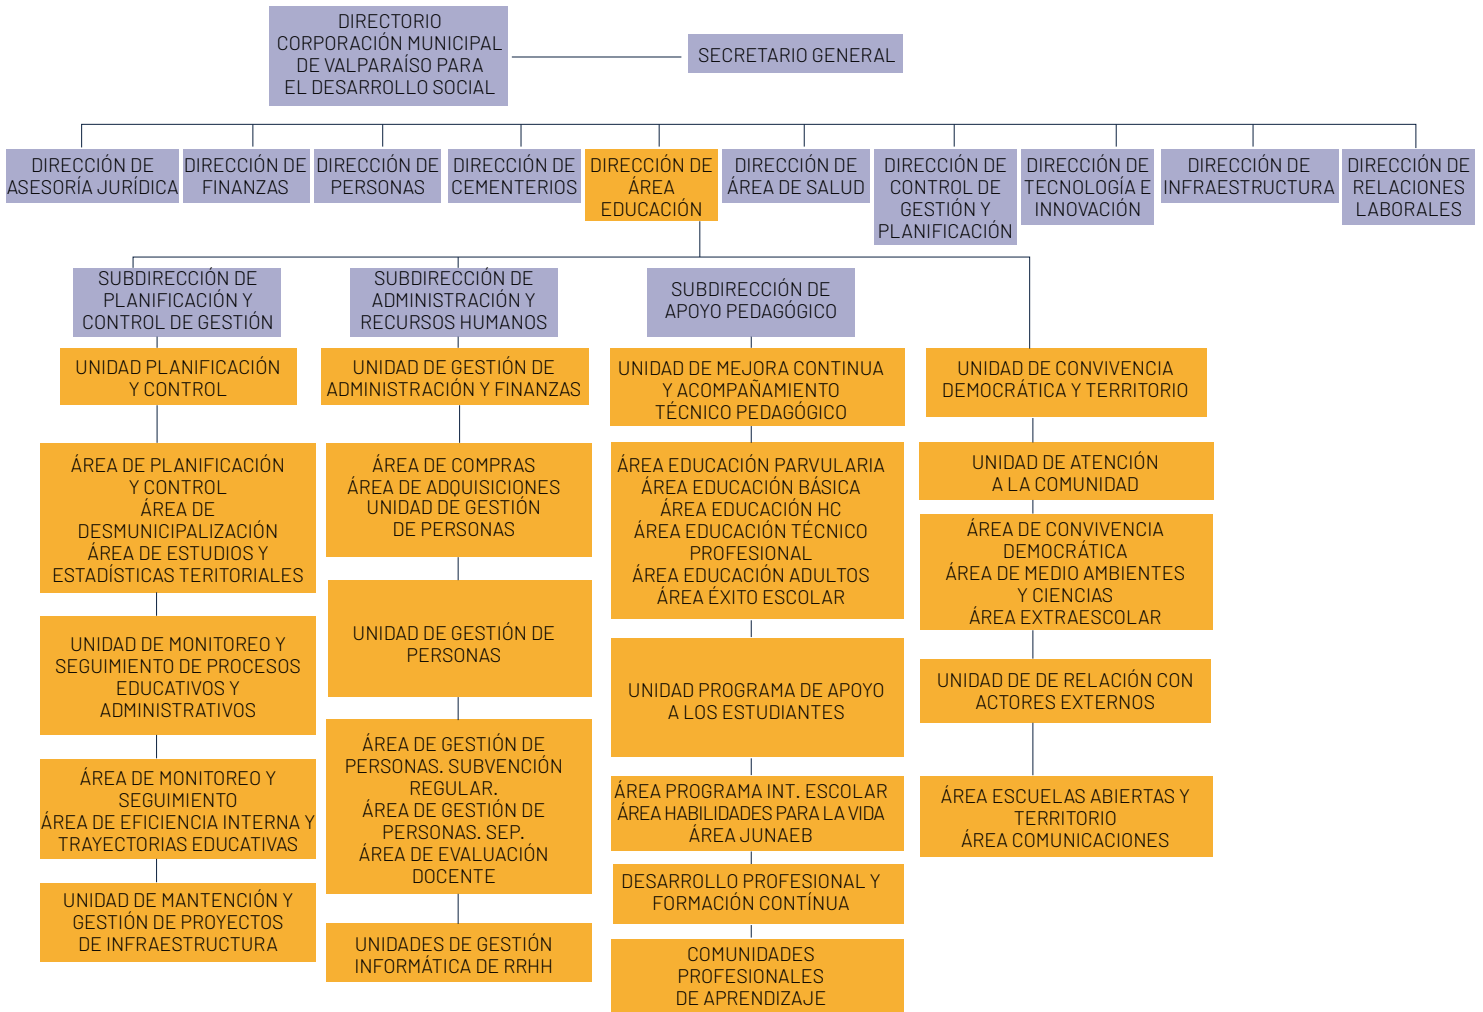 DIRECTORIO
CORPORACIÓN MUNICIPAL
DE VALPARAÍSO PARA
EL DESARROLLO SOCIAL
SECRETARIO GENERAL
DIRECCIÓN DE
ASESORÍA JURÍDICA
DIRECCIÓN DE
FINANZAS
DIRECCIÓN DE
PERSONAS
DIRECCIÓN DE
CEMENTERIOS
DIRECCIÓN DE
ÁREA
EDUCACIÓN
DIRECCIÓN DE
ÁREA DE SALUD
DIRECCIÓN DE
CONTROL DE
GESTIÓN Y
PLANIFICACIÓN
DIRECCIÓN DE
TECNOLOGÍA E
INNOVACIÓN
DIRECCIÓN DE
INFRAESTRUCTURA
DIRECCIÓN DE
RELACIONES
LABORALES
SUBDIRECCIÓN DE
PLANIFICACIÓN Y
CONTROL DE GESTIÓN
UNIDAD PLANIFICACIÓN
Y CONTROL
ÁREA DE PLANIFICACIÓN
Y CONTROL
ÁREA DE
DESMUNICIPALIZACIÓN
ÁREA DE ESTUDIOS Y
ESTADÍSTICAS TERITORIALES
UNIDAD DE MONITOREO Y
SEGUIMIENTO DE PROCESOS
EDUCATIVOS Y
ADMINISTRATIVOS
ÁREA DE MONITOREO Y
SEGUIMIENTO
ÁREA DE EFICIENCIA INTERNA Y
TRAYECTORIAS EDUCATIVAS
UNIDAD DE MANTENCIÓN Y
GESTIÓN DE PROYECTOS
DE INFRAESTRUCTURA
SUBDIRECCIÓN DE
ADMINISTRACIÓN Y
RECURSOS HUMANOS
UNIDAD DE GESTIÓN DE
ADMINISTRACIÓN Y FINANZAS
ÁREA DE COMPRAS
ÁREA DE ADQUISICIONES
UNIDAD DE GESTIÓN
DE PERSONAS
UNIDAD DE GESTIÓN DE
PERSONAS
ÁREA DE GESTIÓN DE
PERSONAS. SUBVENCIÓN
REGULAR.
ÁREA DE GESTIÓN DE
PERSONAS. SEP.
ÁREA DE EVALUACIÓN
DOCENTE
UNIDADES DE GESTIÓN
INFORMÁTICA DE RRHH
SUBDIRECCIÓN DE
APOYO PEDAGÓGICO
UNIDAD DE MEJORA CONTINUA
Y ACOMPAÑAMIENTO
TÉCNICO PEDAGÓGICO
ÁREA EDUCACIÓN PARVULARIA
ÁREA EDUCACIÓN BÁSICA
ÁREA EDUCACIÓN HC
ÁREA EDUCACIÓN TÉCNICO
PROFESIONAL
ÁREA EDUCACIÓN ADULTOS
ÁREA ÉXITO ESCOLAR
UNIDAD PROGRAMA DE APOYO
A LOS ESTUDIANTES
ÁREA PROGRAMA INT. ESCOLAR
ÁREA HABILIDADES PARA LA VIDA
ÁREA JUNAEB
DESARROLLO PROFESIONAL Y
FORMACIÓN CONTÍNUA
COMUNIDADES
PROFESIONALES
DE APRENDIZAJE
UNIDAD DE CONVIVENCIA
DEMOCRÁTICA Y TERRITORIO
UNIDAD DE ATENCIÓN
A LA COMUNIDAD
ÁREA DE CONVIVENCIA
DEMOCRÁTICA
ÁREA DE MEDIO AMBIENTES
Y CIENCIAS
ÁREA EXTRAESCOLAR
UNIDAD DE DE RELACIÓN CON
ACTORES EXTERNOS
ÁREA ESCUELAS ABIERTAS Y
TERRITORIO
ÁREA COMUNICACIONES